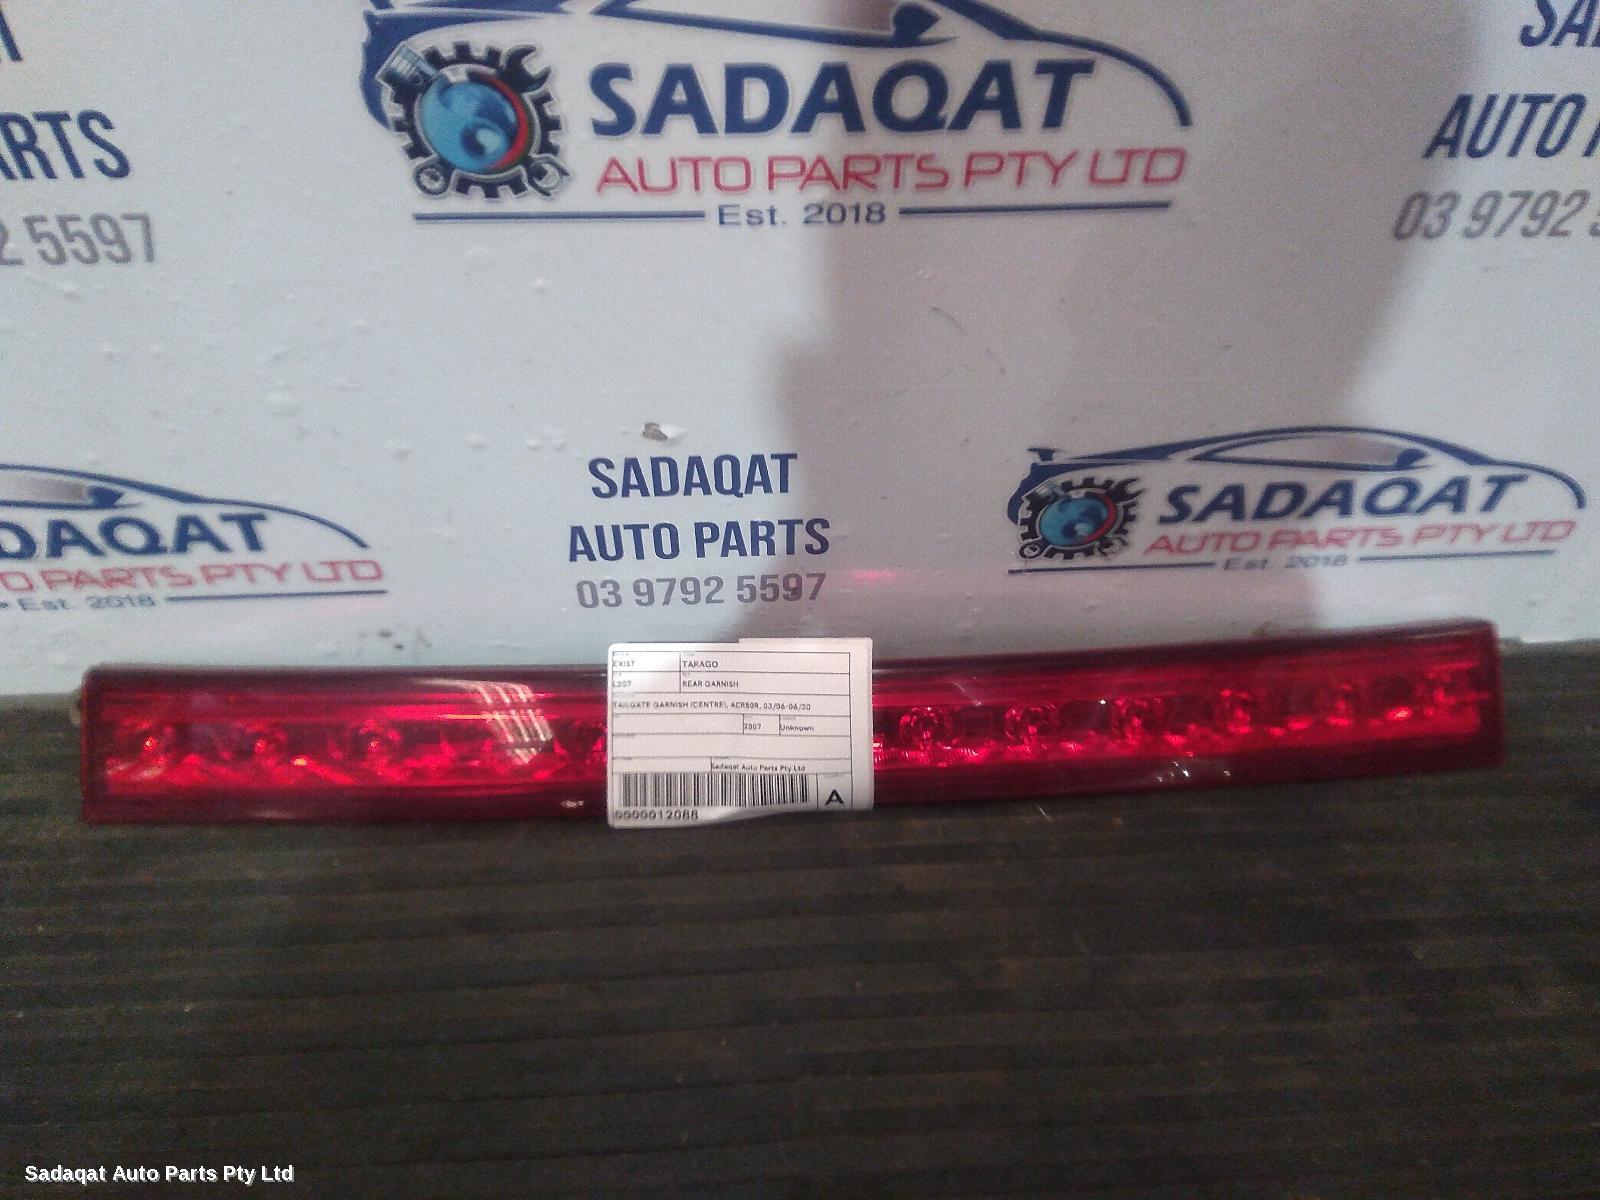 SADAQAT
AUTO PARTS PTY LTD
Est. 2018
ARTS
2 5597
SA
AUTO
03 9792 5
SADAQAT
AUTO PARTS
03 9792 5597
DAQAT
O PARTS PTY LTD
Est. 2018
SADAQAT
AUTO PARTS PTY LTD
Est. 2018
EXIST
TARAGO
L207
REAR GARNISH
TAILGATE GARNISH (CENTRE), ACR50R, 03/06-06/20
2007
Unknown
Sadaqat Auto Parts Pty Ltd
A
0000012088
Sadaqat Auto Parts Pty Ltd